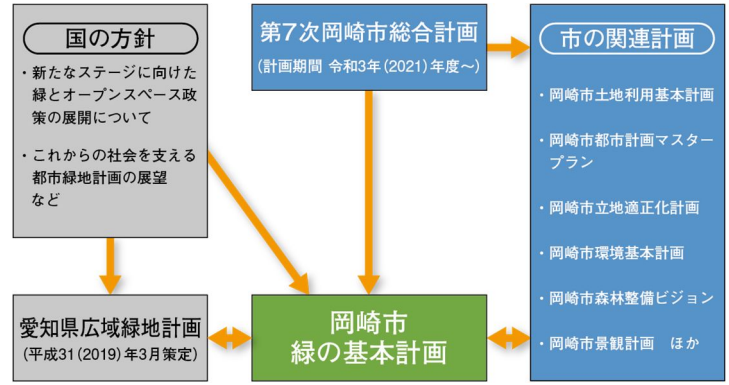 国の方針
・新たなステージに向けた
緑とオープンスペース政
策の展開について
・これからの社会を支える
都市緑地計画の展望
など
第7次岡崎市総合計画
(計画期間 令和3年(2021)年度～)
市の関連計画
・岡崎市土地利用基本計画
・岡崎市都市計画マスター
プラン
・岡崎市立地適正化計画
・岡崎市環境基本計画
・岡崎市森林整備ビジョン
・岡崎市景観計画　ほか
愛知県広域緑地計画
(平成31(2019)年3月策定)
岡崎市
緑の基本計画